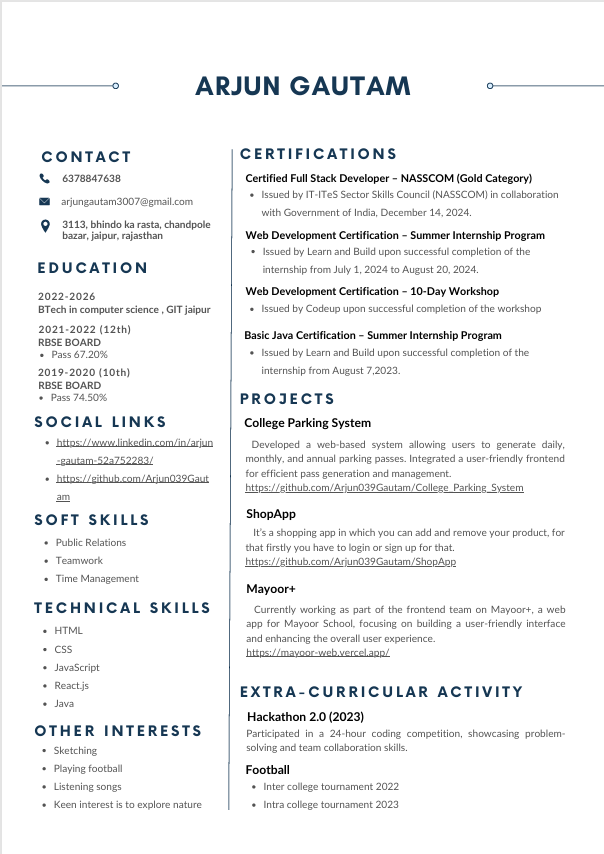 ARJUN GAUTAM
CONTACT
6378847638
arjungautam3007@gmail.com
3113, bhindo ka rasta, chandpole
bazar, jaipur, rajasthan
EDUCATION
2022-2026
BTech in computer science , GIT jaipur
2021-2022 (12th)
RBSE BOARD
• Pass 67.20%
2019-2020 (10th)
RBSE BOARD
• Pass 74.50%
SOCIAL LINKS
• https://www.linkedin.com/in/arjun
-gautam-52a752283/
• https://github.com/Arjun039Gaut
am
SOFT SKILLS
• Public Relations
• Teamwork
• Time Management
TECHNICAL SKILLS
• HTML
• CSS
• JavaScript
• React.js
• Java
OTHER INTERESTS
• Sketching
• Playing football
• Listening songs
• Keen interest is to explore nature
CERTIFICATIONS
Certified Full Stack Developer – NASSCOM (Gold Category)
• Issued by IT-ITeS Sector Skills Council (NASSCOM) in collaboration
with Government of India, December 14, 2024.
Web Development Certification – Summer Internship Program
• Issued by Learn and Build upon successful completion of the
internship from July 1, 2024 to August 20, 2024.
Web Development Certification – 10-Day Workshop
• Issued by Codeup upon successful completion of the workshop
Basic Java Certification – Summer Internship Program
• Issued by Learn and Build upon successful completion of the
internship from August 7,2023.
PROJECTS
College Parking System
Developed a web-based system allowing users to generate daily,
monthly, and annual parking passes. Integrated a user-friendly frontend
for efficient pass generation and management.
https://github.com/Arjun039Gautam/College_Parking_System
ShopApp
It's a shopping app in which you can add and remove your product, for
that firstly you have to login or sign up for that.
https://github.com/Arjun039Gautam/ShopApp
Mayoor+
Currently working as part of the frontend team on Mayoor+, a web
app for Mayoor School, focusing on building a user-friendly interface
and enhancing the overall user experience.
https://mayoor-web.vercel.app/
EXTRA-CURRICULAR ACTIVITY
Hackathon 2.0 (2023)
Participated in a 24-hour coding competition, showcasing problem-
solving and team collaboration skills.
Football
• Inter college tournament 2022
• Intra college tournament 2023